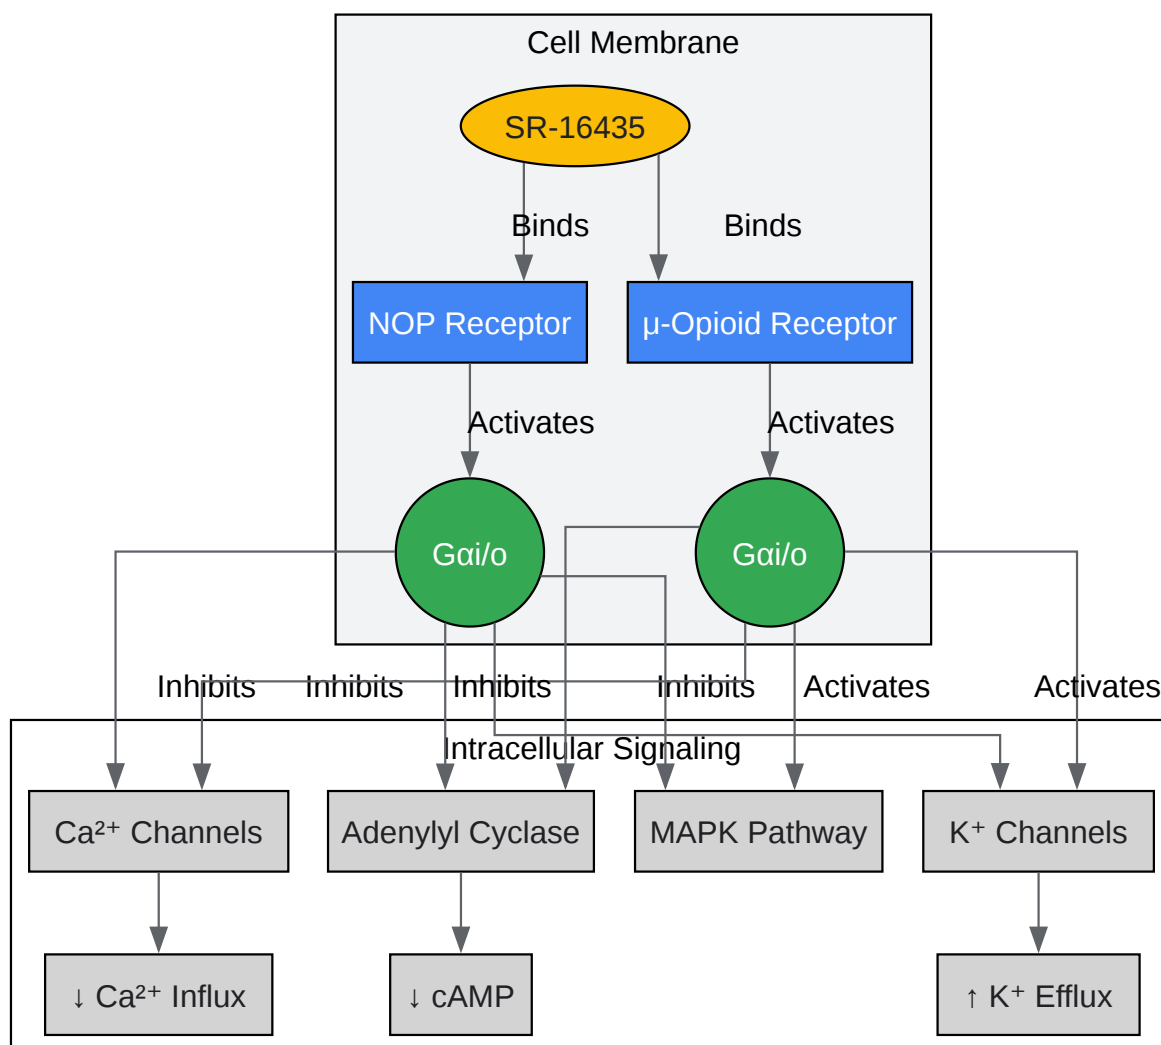 Cell Membrane
SR-16435
Binds
Binds
NOP Receptor
μ-Opioid Receptor
Activates
Activates
Gαi/o
Gαi/o
Inhibits
Inhibits
Inhibits
Inhibits
Activates
Activates
Intracellular Signaling
Ca²⁺ Channels
Adenylyl Cyclase
MAPK Pathway
K⁺ Channels
↓ Ca²⁺ Influx
↓ cAMP
↑ K⁺ Efflux